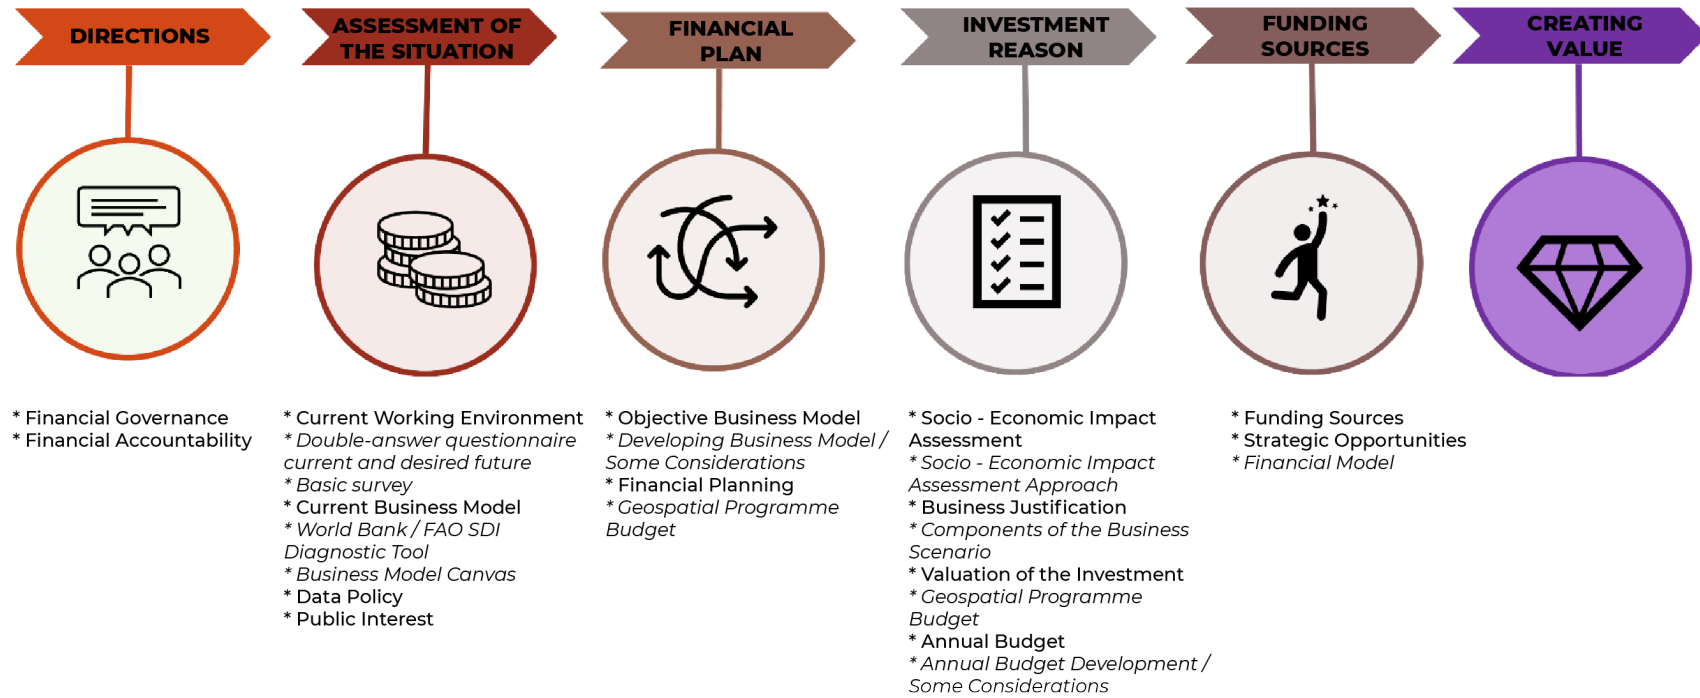 DIRECTIONS
ASSESSMENT OF
THE SITUATION
FINANCIAL
PLAN
INVESTMENT
REASON
FUNDING
SOURCES
CREATING
VALUE
* Financial Governance
* Financial Accountability
* Current Working Environment
* Double-answer questionnaire
current and desired future
* Basic survey
* Current Business Model
* World Bank / FAO SDI
Diagnostic Tool
* Business Model Canvas
* Data Policy
* Public Interest
* Objective Business Model
* Developing Business Model /
Some Considerations
* Financial Planning
* Geospatial Programme
Budget
* Socio - Economic Impact
Assessment
* Socio - Economic Impact
Assessment Approach
* Business Justification
* Components of the Business
Scenario
* Valuation of the Investment
* Geospatial Programme
Budget
* Annual Budget
* Annual Budget Development /
Some Considerations
* Funding Sources
* Strategic Opportunities
* Financial Model